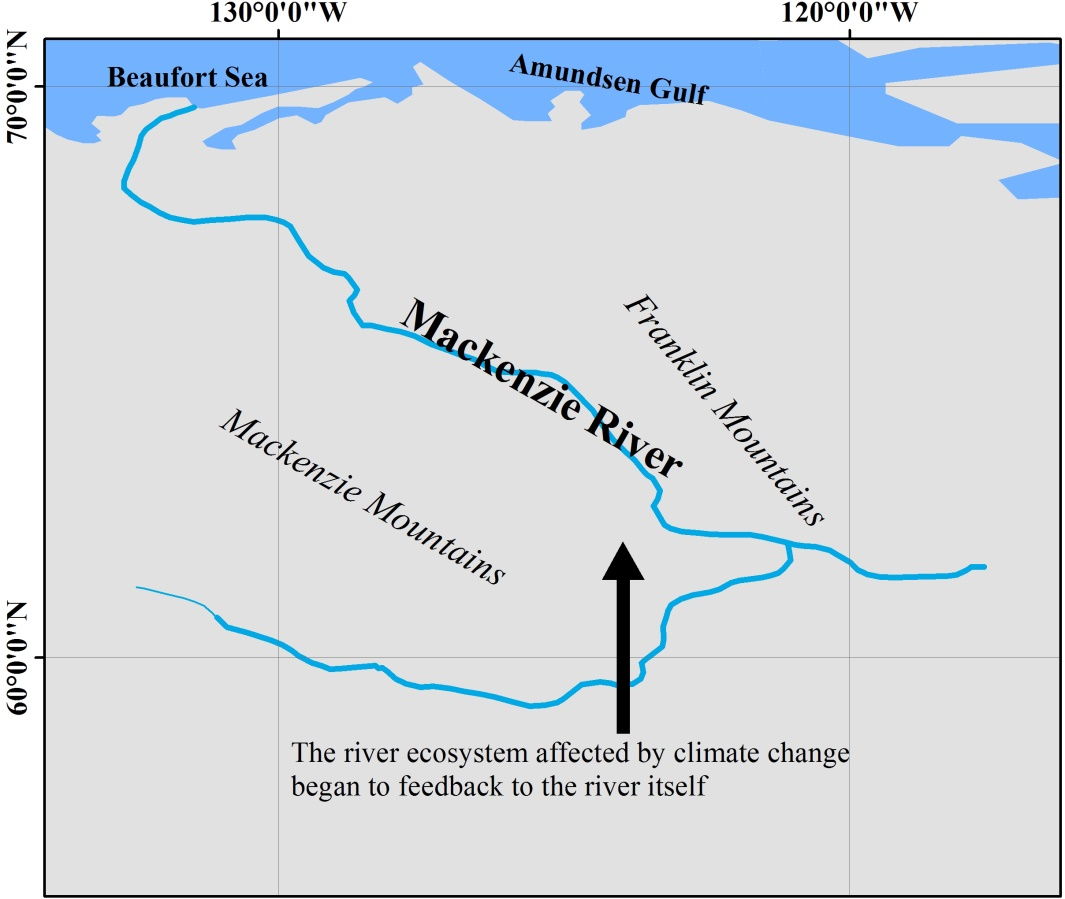 130°0'0"W
120°0'0"W
70°0'0"N
Beaufort Sea
Amundsen Gulf
Franklin Mountains
Mackenzie River
Mackenzie Mountains
60°0'0"N
The river ecosystem affected by climate change
began to feedback to the river itself